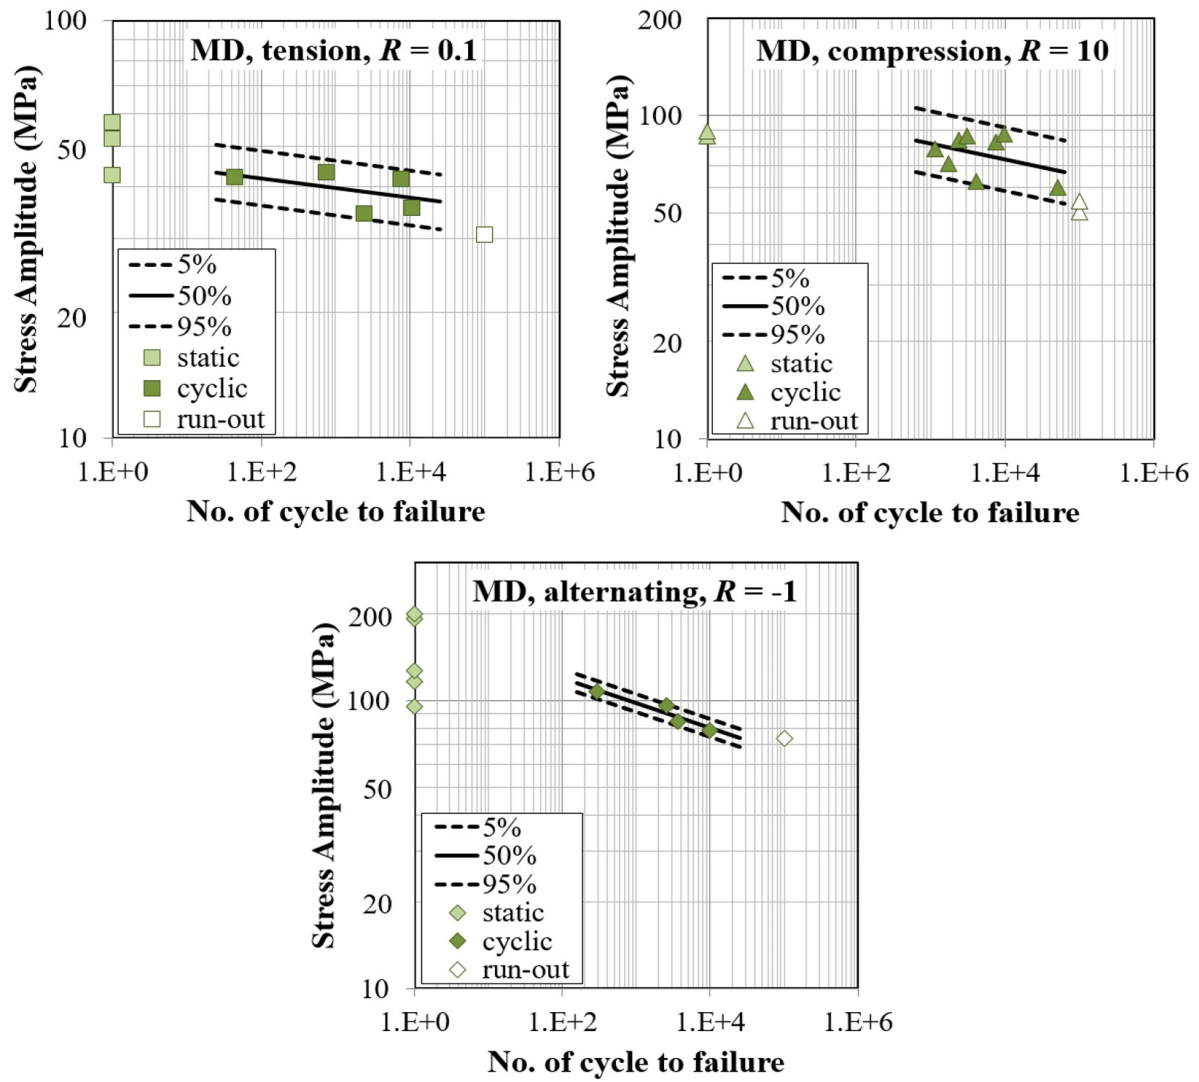 MD, tension, R = 0.1
Stress Amplitude (MPa)
100
50
20
10
5%
50%
95%
static
cyclic
run-out
1.E+0 1.E+2 1.E+4 1.E+6
No. of cycle to failure
MD, compression, R = 10
Stress Amplitude (MPa)
200
100
50
20
10
5%
50%
95%
static
cyclic
run-out
1.E+0 1.E+2 1.E+4 1.E+6
No. of cycle to failure
MD, alternating, R = -1
Stress Amplitude (MPa)
200
100
50
20
10
5%
50%
95%
static
cyclic
run-out
1.E+0 1.E+2 1.E+4 1.E+6
No. of cycle to failure